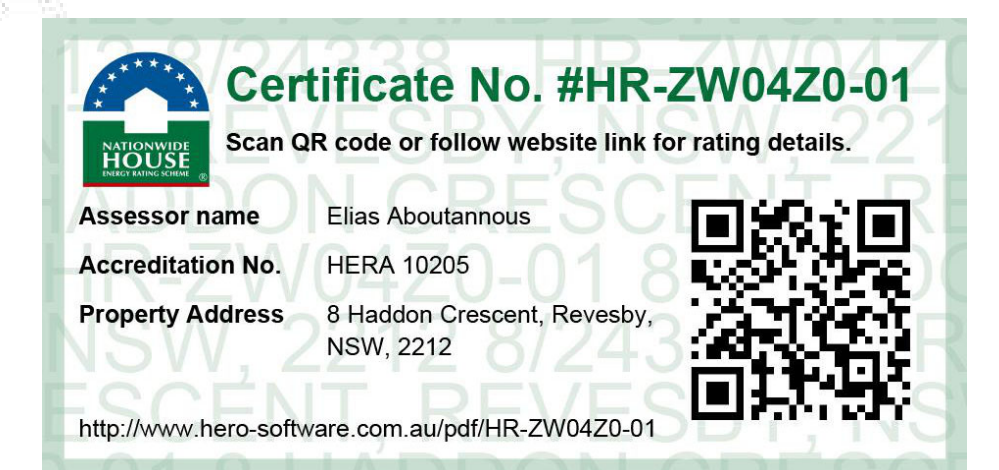 Certificate No. #HR-ZW04Z0-01
Scan QR code or follow website link for rating details.
NATIONWIDE
HOUSE
ENERGY RATING SCHEME
®
Assessor name Elias Aboutannous
Accreditation No. HERA 10205
Property Address 8 Haddon Crescent, Revesby,
NSW, 2212
http://www.hero-software.com.au/pdf/HR-ZW04Z0-01